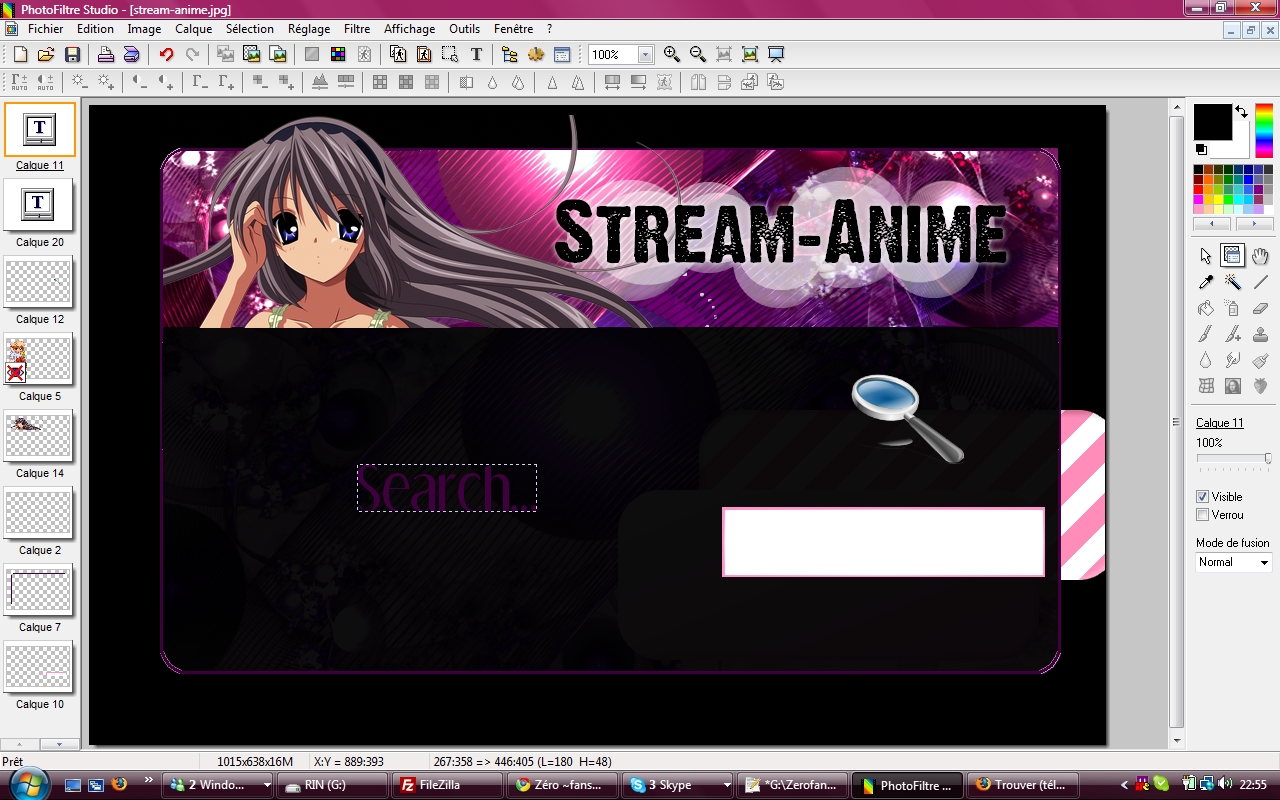 PhotoFiltre Studio - [stream-anime.jpg]
Fichier Edition Image Calque Sélection Réglage Filtre Affichage Outils Fenêtre ?
T 100%
AUTO AUTO
T
Calque 11
T
Calque 20
Calque 12
Calque 5
Calque 14
Calque 2
Calque 7
Calque 10
Stream-Anime
Search...
Calque 11
100%
Visible
Verrou
Mode de fusion
Normal
Prêt 1015x638x16M X:Y = 889:393 267:358 => 446:405 (L=180 H=48)
2 Windo... RIN (G:) FileZilla Zéro ~fans... 3 Skype *G:\Zerofan... PhotoFiltre ... Trouver (tél... 22:55